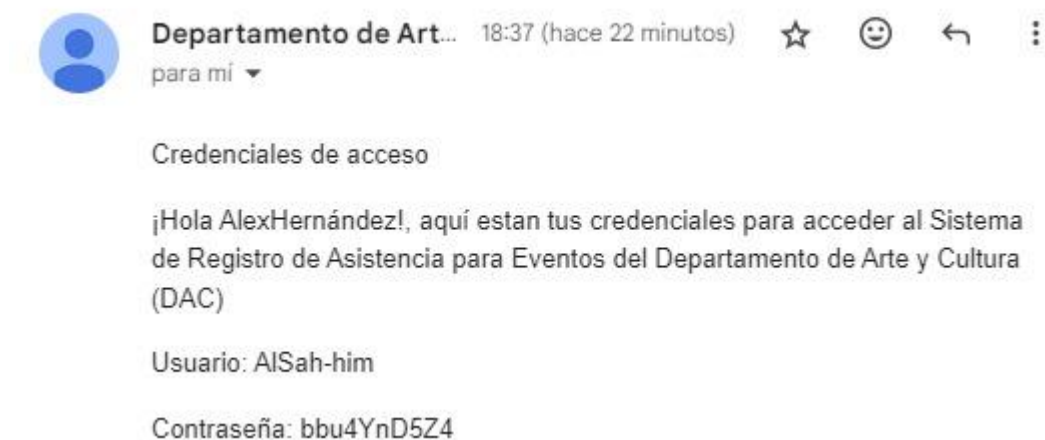 Departamento de Art... 18:37 (hace 22 minutos)
para mí
Credenciales de acceso
¡Hola AlexHernández!, aquí estan tus credenciales para acceder al Sistema
de Registro de Asistencia para Eventos del Departamento de Arte y Cultura
(DAC)
Usuario: AlSah-him
Contraseña: bbu4YnD5Z4